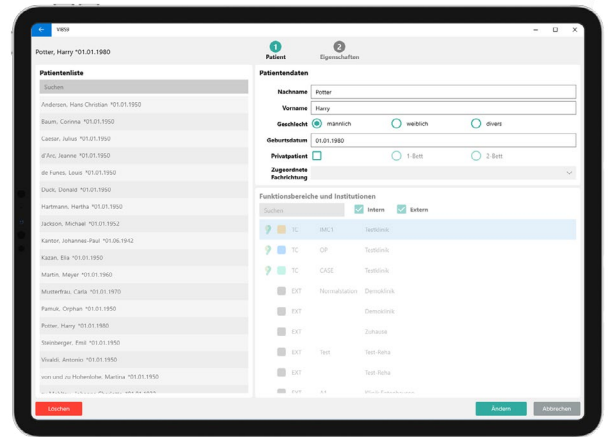 VIBS9
Potter, Harry *01.01.1980
1
Patient
2
Eigenschaften
Patientenliste
Suchen
Andersen, Hans Christian *01.01.1950
Baum, Corinna *01.01.1950
Caesar, Julius *01.01.1950
d'Arc, Jeanne *01.01.1950
de Funes, Louis *01.01.1950
Duck, Donald *01.01.1950
Hartmann, Hertha *01.01.1950
Jackson, Michael *01.01.1952
Kantor, Johannes-Paul *01.06.1942
Kazan, Elia *01.01.1950
Martin, Meyer *01.01.1960
Musterfrau, Carla *01.01.1970
Pamuk, Orphan *01.01.1950
Potter, Harry *01.01.1980
Steinberger, Emil *01.01.1950
Vivaldi, Antonio *01.01.1950
von und zu Hohenlohe, Martina *01.01.1950
Löschen
Patientendaten
Nachname Potter
Vorname Harry
Geschlecht männlich weiblich divers
Geburtsdatum 01.01.1980
Privatpatient 1-Bett 2-Bett
Zugeordnete
Fachrichtung
Funktionsbereiche und Institutionen
Suchen Intern Extern
TC IMC1 Testklinik
TC OP Testklinik
TC CASE Testklinik
EXT Normalstation Demoklinik
EXT Demoklinik
EXT Zuhause
EXT Test Test-Reha
EXT Test-Reha
Ändern Abbrechen